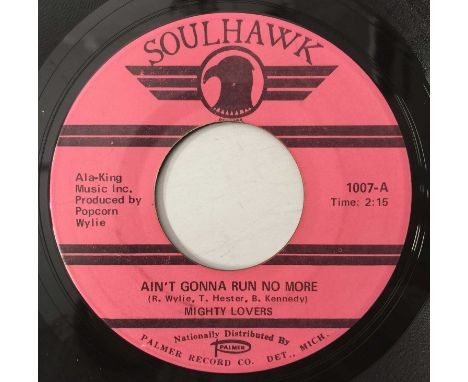 SOULHAWK
Ala-King
Music Inc.
Produced by
Popcorn
Wylie
1007-A
Time: 2:15
AIN'T GONNA RUN NO MORE
(R. Wylie, T. Hester, B. Kennedy)
MIGHTY LOVERS
Nationally Distributed By
PALMER
PALMER RECORD CO. DET., MICH.